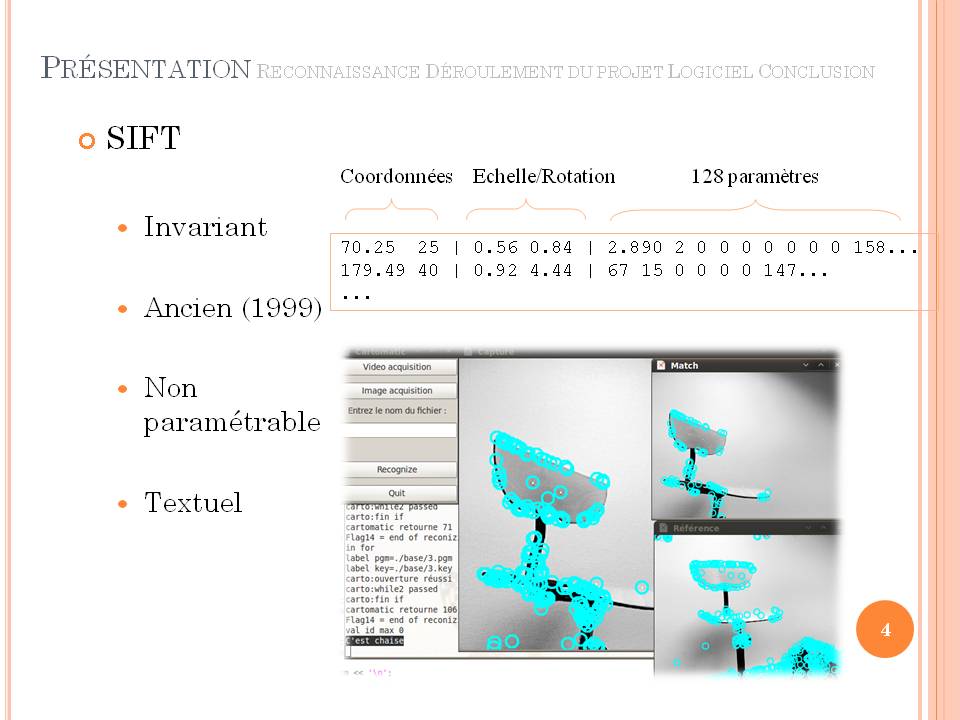 PRÉSENTATION RECONNAISSANCE DÉROULEMENT DU PROJET LOGICIEL CONCLUSION
SIFT
Invariant
Ancien (1999)
Non
paramétrable
Textuel
Coordonnées Echelle/Rotation 128 paramètres
70.25 25 | 0.56 0.84 | 2.890 2 0 0 0 0 0 0 0 158...
179.49 40 | 0.92 4.44 | 67 15 0 0 0 0 147...
...
Cartomatic
Capture
Video acquisition
Image acquisition
Entrez le nom du fichier :
Recognize
Quit
carto:while2 passed
carto:fin if
cartomatic retourne 71
Flag14 = end of reconiz
in for
label pgm=./base/3.pgm
label key=./base/3.key
carto:ouverture réussi
carto:while2 passed
carto:fin if
cartomatic retourne 106
Flag14 = end of reconiz
val id max 0
C'est chaise
<< '\n';
Match
Référence
4